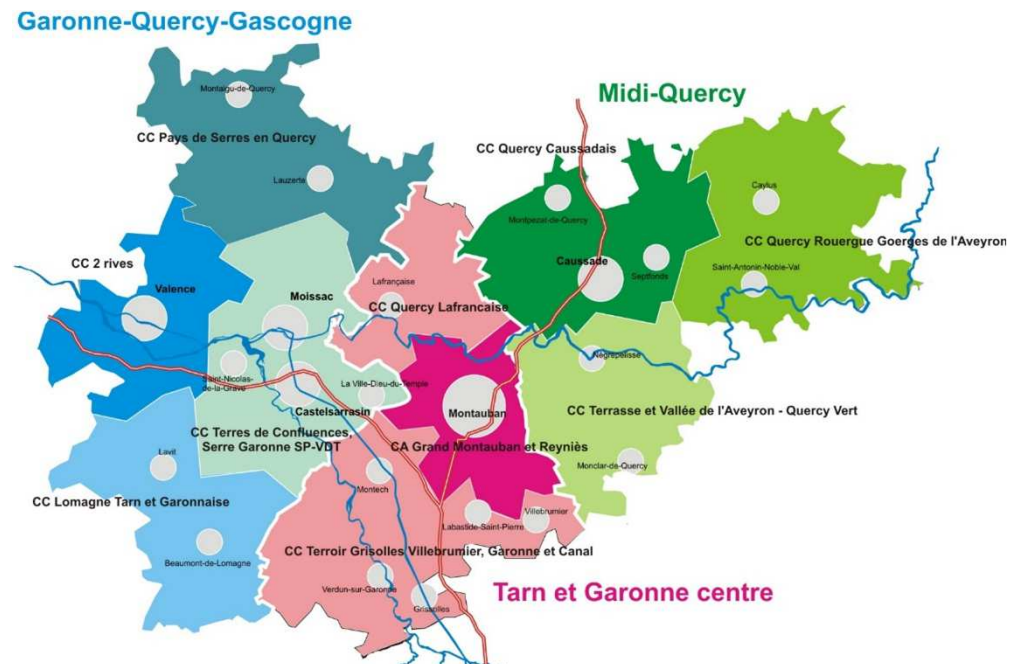 Garonne-Quercy-Gascogne
Montaigu-de-Quercy
Midi-Quercy
CC Pays de Serres en Quercy
CC Quercy Caussadais
Lauzerte
Caylus
Montpezat-de-Quercy
CC Quercy Rouergue Goerges de l'Aveyron
CC 2 rives
Caussade
Septfonds
Saint-Antonin-Noble-Val
Valence
Moissac
Lafrançaise
CC Quercy Lafrancaise
Nègrepelisse
Saint-Nicolas-
de-la-Grave
La Ville-Dieu-du-Temple
Castelsarrasin
Montauban
CC Terrasse et Vallée de l'Aveyron - Quercy Vert
CC Terres de Confluences,
Serre Garonne SP-VDT
CA Grand Montauban et Reyniès
Lavit
Monclar-de-Quercy
Montech
CC Lomagne Tarn et Garonnaise
Villebrumier
Labastide-Saint-Pierre
CC Terroir Grisolles Villebrumier, Garonne et Canal
Beaumont-de-Lomagne
Verdun-sur-Garonne
Tarn et Garonne centre
Grisolles